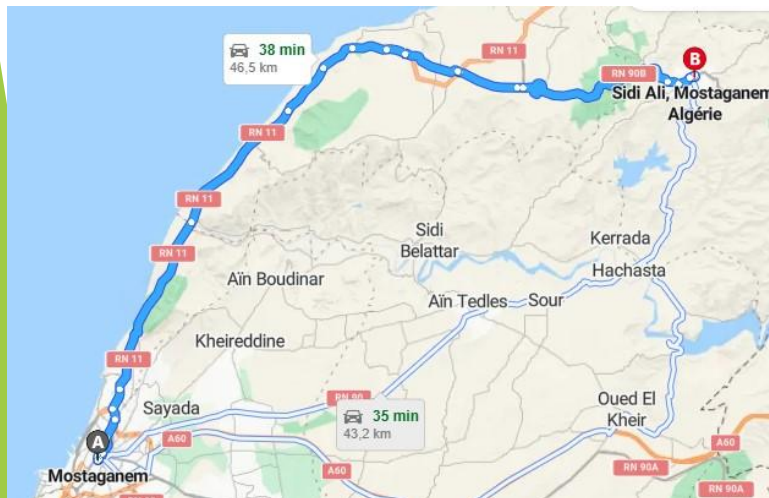 38 min
46,5 km
RN 11
RN 90B
B
Sidi Ali, Mostaganem
Algérie
RN 11
RN 11
RN 11
Sidi
Belattar
Kerrada
Hachasta
Aïn Boudinar
Aïn Tedles
Sour
Kheireddine
RN 11
RN 90
35 min
43,2 km
Sayada
Oued El
Kheir
A
A60
A60
A60
Mostaganem
RN 90A
RN 90A